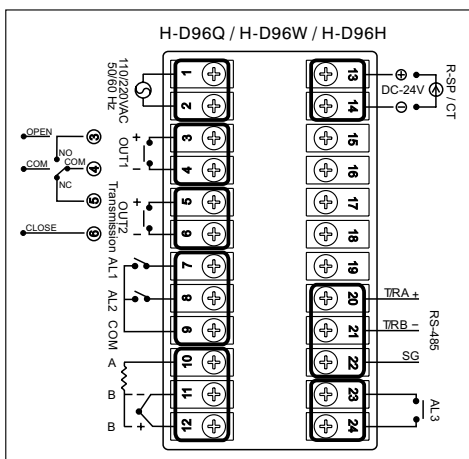 H-D96Q / H-D96W / H-D96H
110/220VAC
50/60 Hz
1
2
3
4
5
6
7
8
9
10
11
12
13
14
15
16
17
18
19
20
21
22
23
24
OPEN
③
NO
COM
④
COM
NC
⑤
CLOSE
⑥
+
OUT1
−
+
OUT2
−
Transmission
AL1
AL2
COM
A
B −
B +
+
DC-24V
−
R-SP / CT
T/RA +
T/RB −
SG
RS-485
AL3